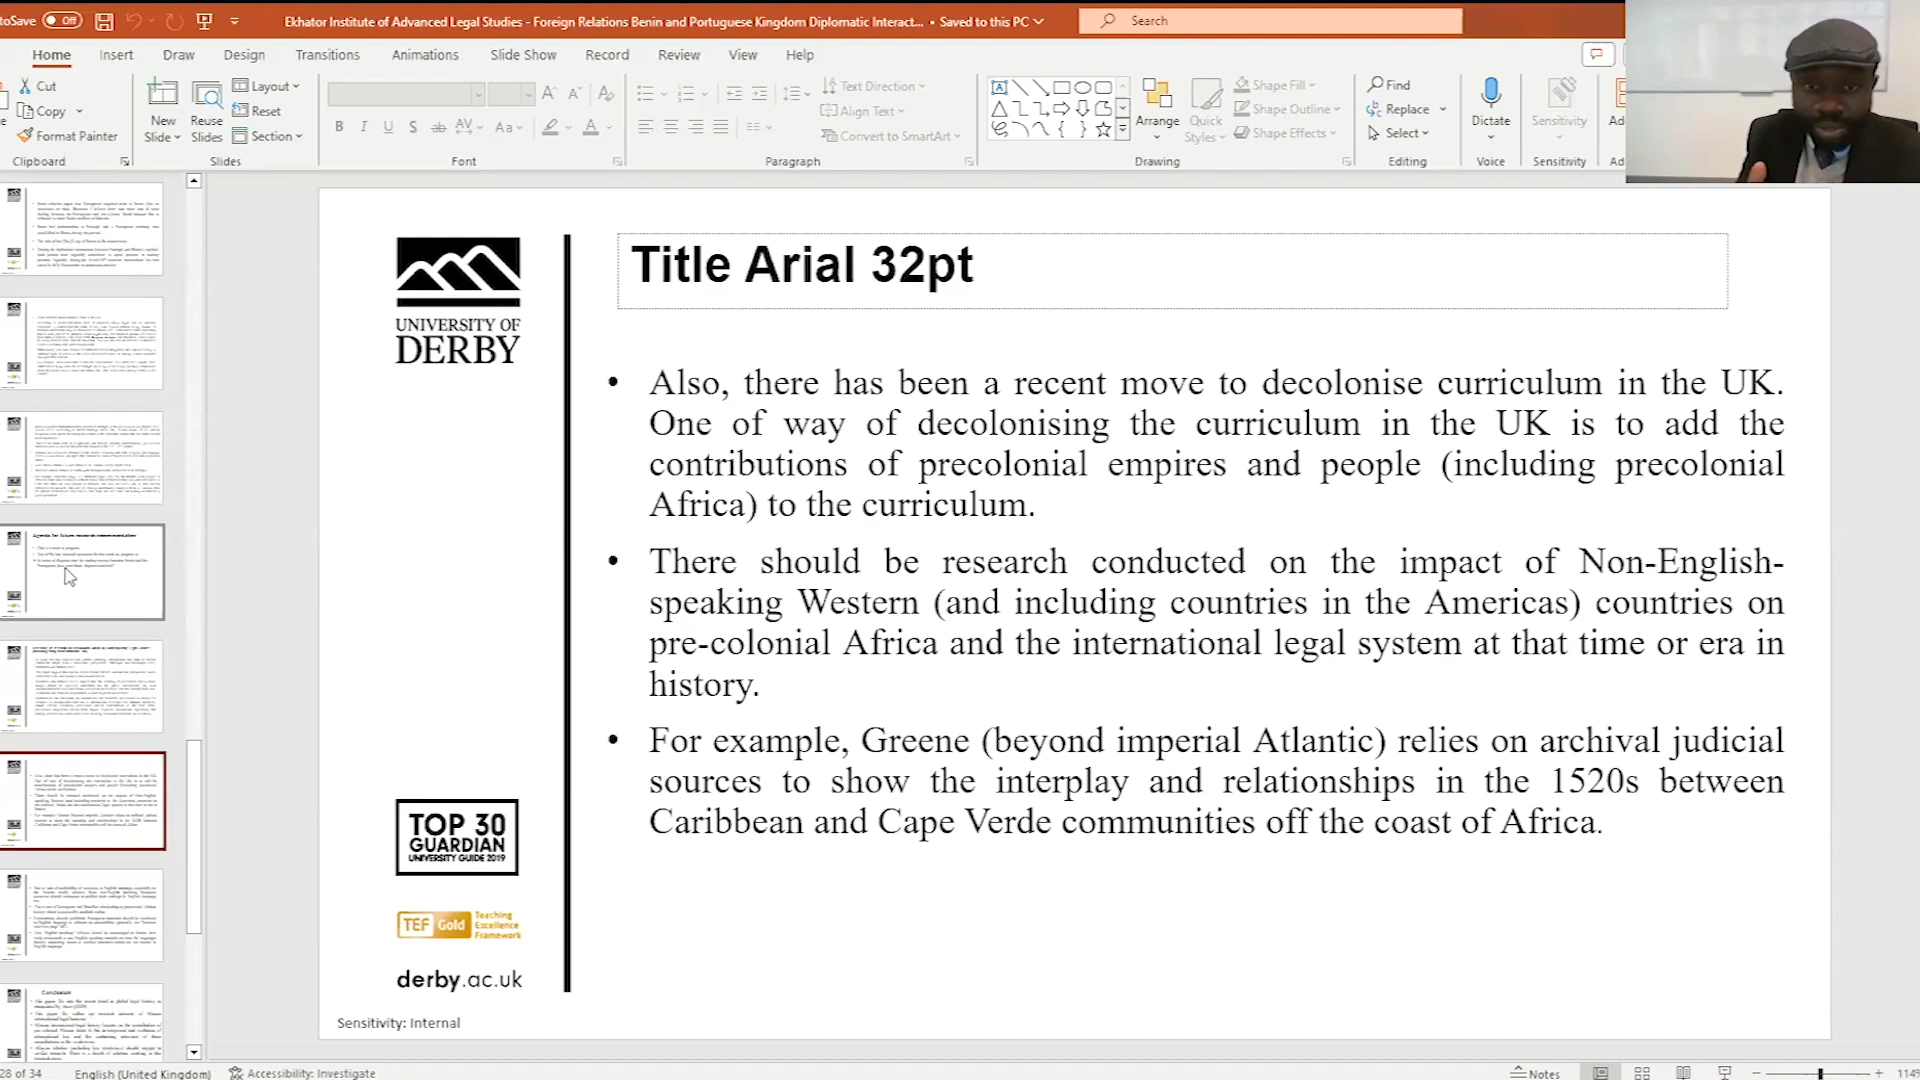 toSave Off Ekhator Institute of Advanced Legal Studies - Foreign Relations Benin and Portuguese Kingdom Diplomatic Interact... • Saved to this PC Search
Home Insert Draw Design Transitions Animations Slide Show Record Review View Help
Cut
Copy
Format Painter
Clipboard
New Slide
Reuse Slides
Layout
Reset
Section
Slides
Font
Text Direction
Align Text
Convert to SmartArt
Paragraph
Arrange
Quick Styles
Shape Fill
Shape Outline
Shape Effects
Drawing
Find
Replace
Select
Editing
Dictate
Voice
Sensitivity
Sensitivity
Title Arial 32pt
UNIVERSITY OF
DERBY
• Also, there has been a recent move to decolonise curriculum in the UK.
One of way of decolonising the curriculum in the UK is to add the
contributions of precolonial empires and people (including precolonial
Africa) to the curriculum.
• There should be research conducted on the impact of Non-English-
speaking Western (and including countries in the Americas) countries on
pre-colonial Africa and the international legal system at that time or era in
history.
• For example, Greene (beyond imperial Atlantic) relies on archival judicial
sources to show the interplay and relationships in the 1520s between
Caribbean and Cape Verde communities off the coast of Africa.
TOP 30
GUARDIAN
UNIVERSITY GUIDE 2019
TEF Gold Teaching Excellence Framework
derby.ac.uk
Sensitivity: Internal
Conclusion
28 of 34 English (United Kingdom) Accessibility: Investigate Notes 114%